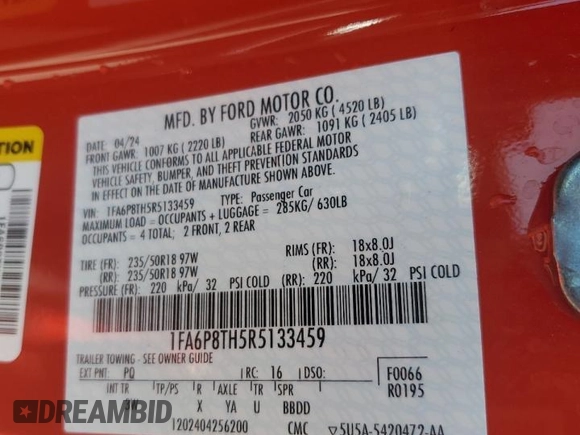 MFD. BY FORD MOTOR CO.
DATE: 04/24
GVWR: 2050 KG ( 4520 LB)
FRONT GAWR: 1007 KG ( 2220 LB)
REAR GAWR: 1091 KG ( 2405 LB)
THIS VEHICLE CONFORMS TO ALL APPLICABLE FEDERAL MOTOR
VEHICLE SAFETY, BUMPER, AND THEFT PREVENTION STANDARDS
IN EFFECT ON THE DATE OF MANUFACTURE SHOWN ABOVE.
VIN: 1FA6P8TH5R5133459
TYPE: Passenger Car
MAXIMUM LOAD = OCCUPANTS + LUGGAGE = 285KG/ 630LB
OCCUPANTS = 4 TOTAL; 2 FRONT, 2 REAR
TIRE (FR): 235/50R18 97W RIMS (FR): 18x8.0J
(RR): 235/50R18 97W (RR): 18x8.0J
PRESSURE (FR): 220 kPa/ 32 PSI COLD (RR): 220 kPa/ 32 PSI COLD
1FA6P8TH5R5133459
TRAILER TOWING - SEE OWNER GUIDE
EXT PNT: PQ RC: 16 DSO: F0066
R0195
INT TR TP/PS R AXLE TR SPR
X YA U BBDD
1202404256200 CMC 5U5A-5420472-AA
DREAMBID